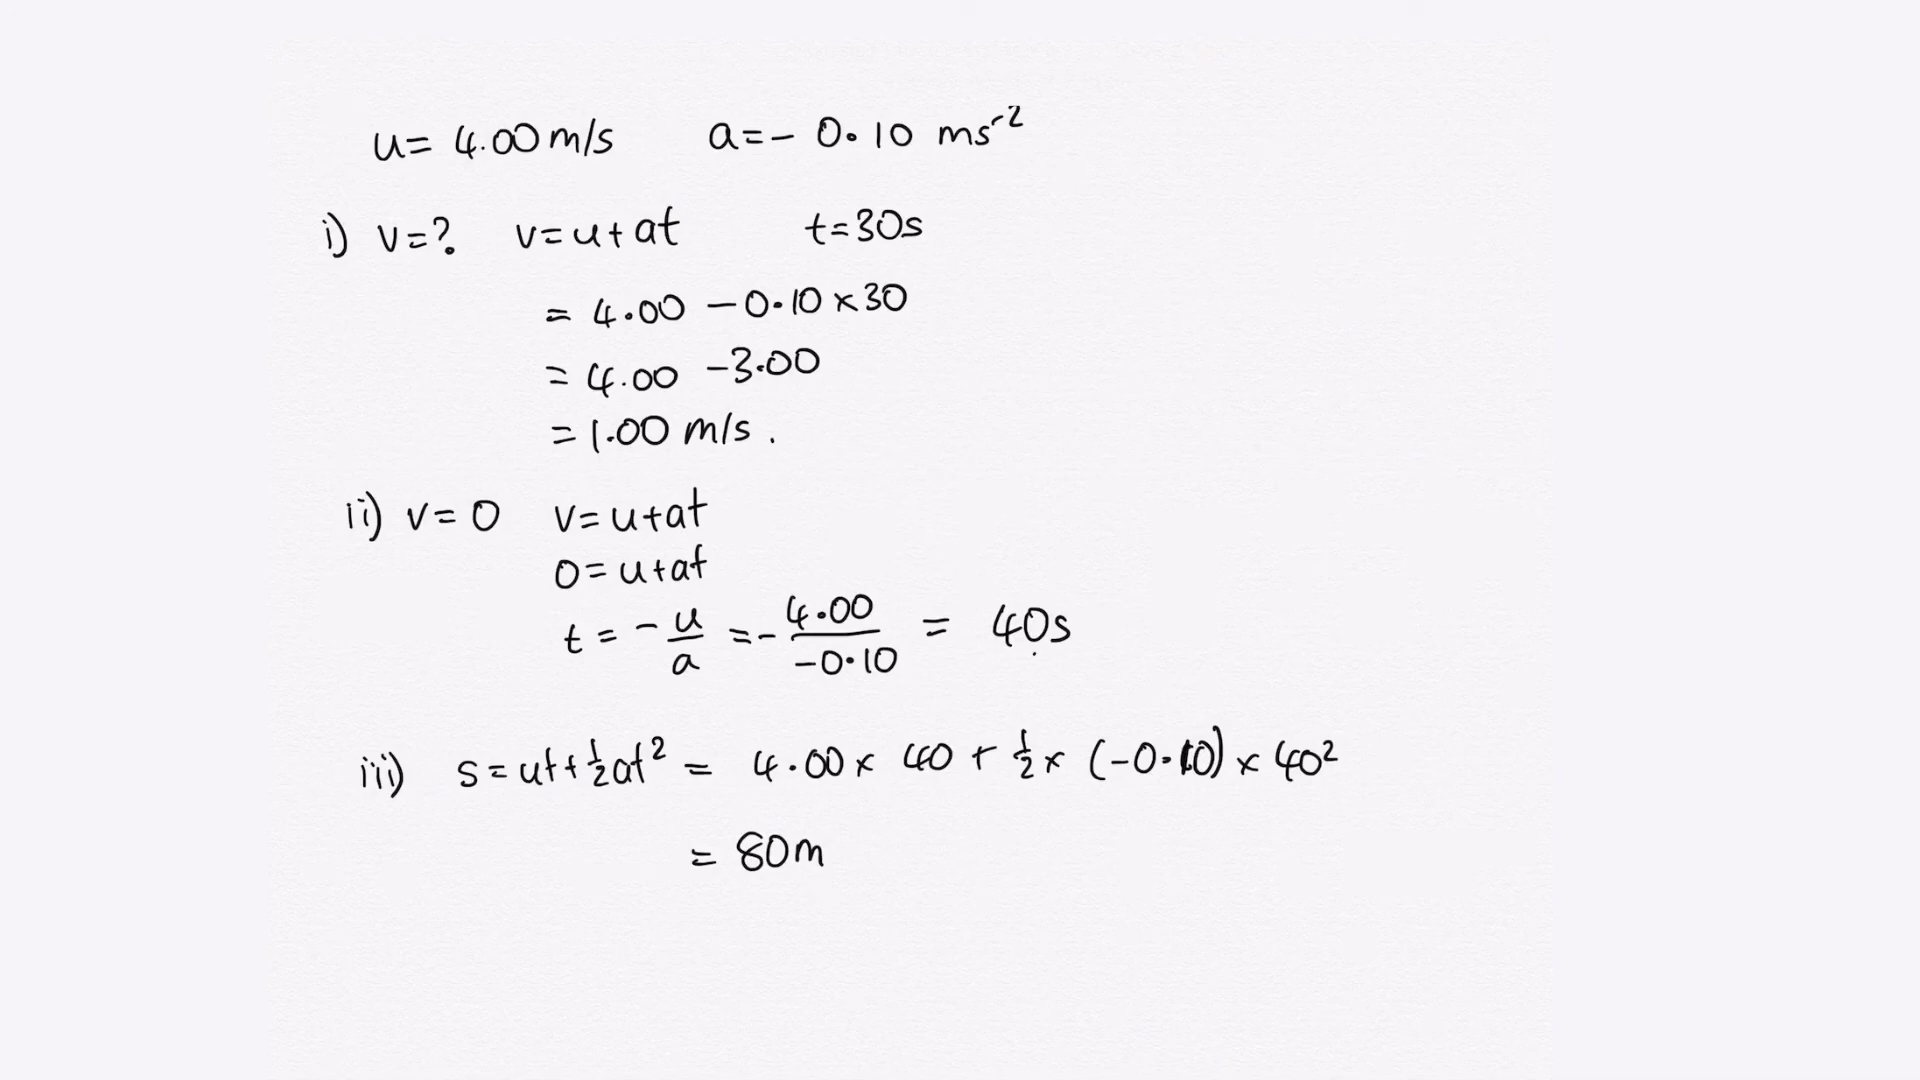 u= 4.00 m/s a=- 0.10 ms⁻²
i) v=? v=u+at t=30s
= 4.00 -0.10 x 30
= 4.00 -3.00
= 1.00 m/s.
ii) v=0 v=u+at
0=u+at
t = - u/a =- 4.00/-0.10 = 40s
iii) s=ut+½at² = 4.00 x 40 + ½ x (-0.10) x 40²
= 80m